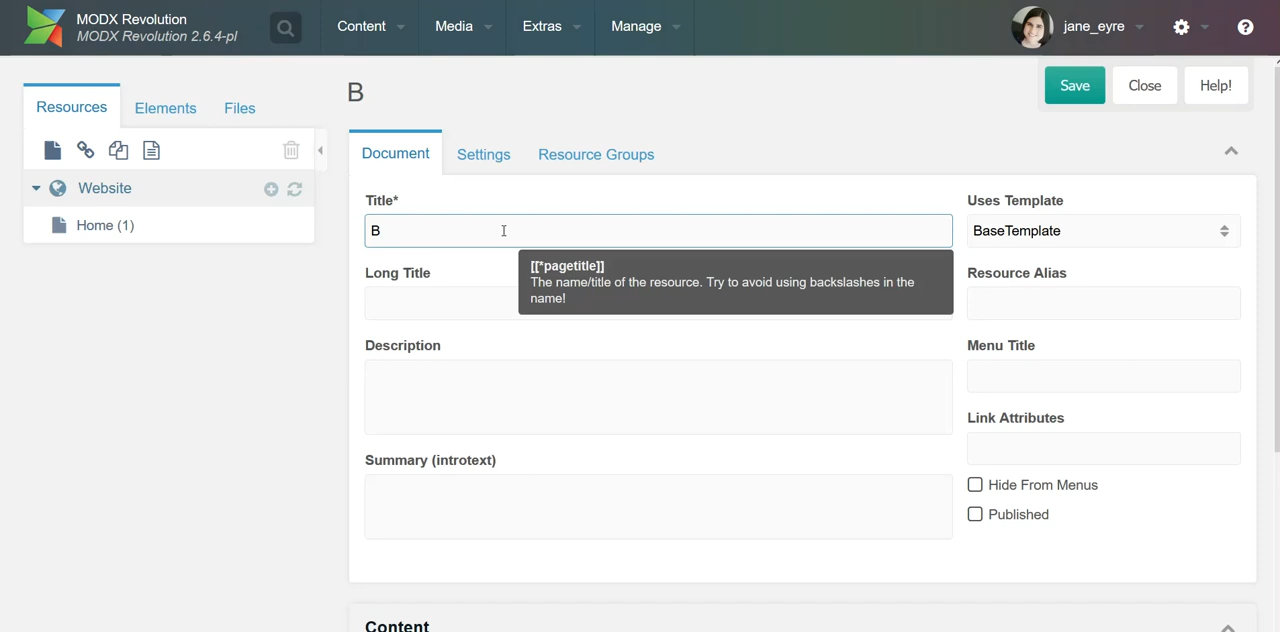 MODX Revolution
MODX Revolution 2.6.4-pl
Content
Media
Extras
Manage
jane_eyre
Resources
Elements
Files
Website
Home (1)
B
Save
Close
Help!
Document
Settings
Resource Groups
Title*
B
[[*pagetitle]]
The name/title of the resource. Try to avoid using backslashes in the
name!
Long Title
Description
Summary (introtext)
Uses Template
BaseTemplate
Resource Alias
Menu Title
Link Attributes
Hide From Menus
Published
Content